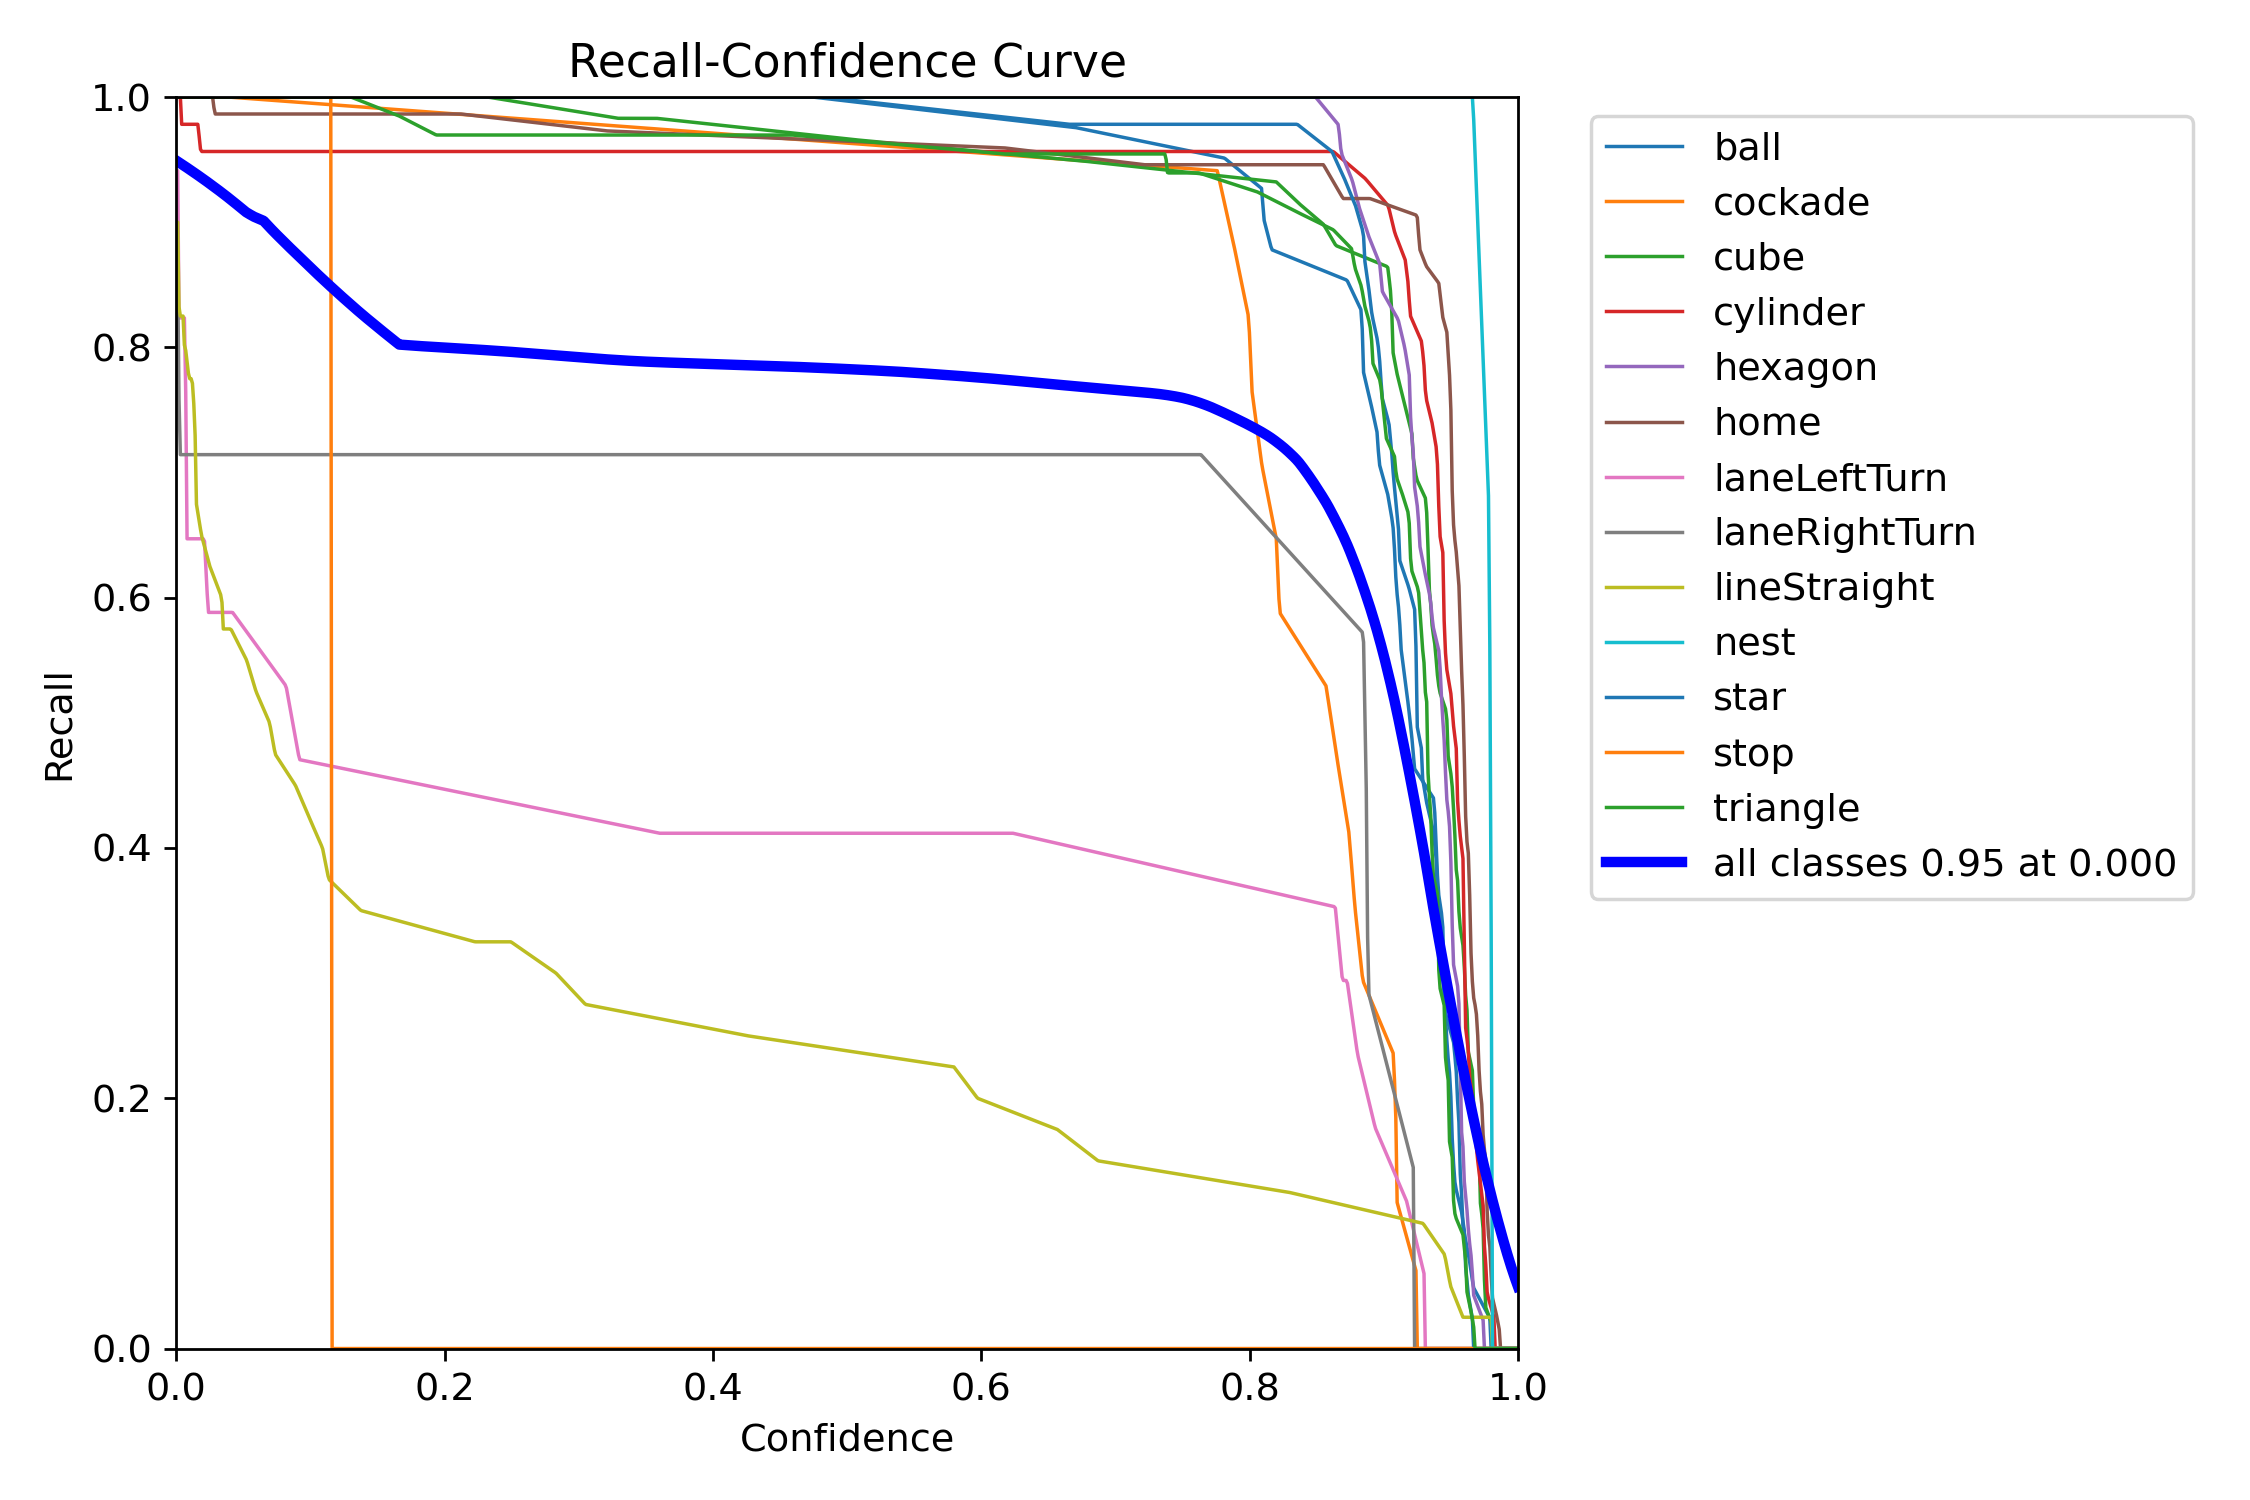 Recall-Confidence Curve
1.0
0.8
0.6
0.4
0.2
0.0
Recall
0.0 0.2 0.4 0.6 0.8 1.0
Confidence
ball
cockade
cube
cylinder
hexagon
home
laneLeftTurn
laneRightTurn
lineStraight
nest
star
stop
triangle
all classes 0.95 at 0.000